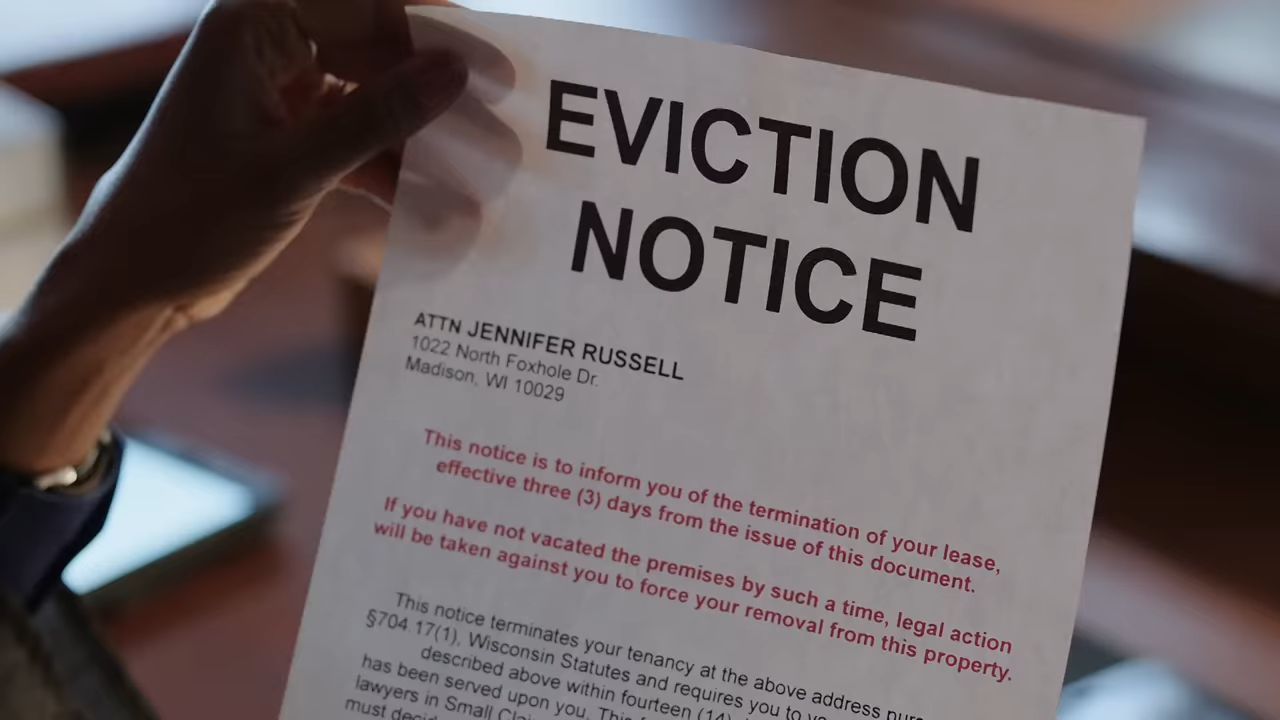 EVICTION
NOTICE
ATTN JENNIFER RUSSELL
1022 North Foxhole Dr.
Madison, WI 10029
This notice is to inform you of the termination of your lease,
effective three (3) days from the issue of this document.
If you have not vacated the premises by such a time, legal action
will be taken against you to force your removal from this property.
This notice terminates your tenancy at the above address
§704.17(1), Wisconsin Statutes and requires you to
described above within fourteen (14)
has been served upon you. This
lawyers in Small
must